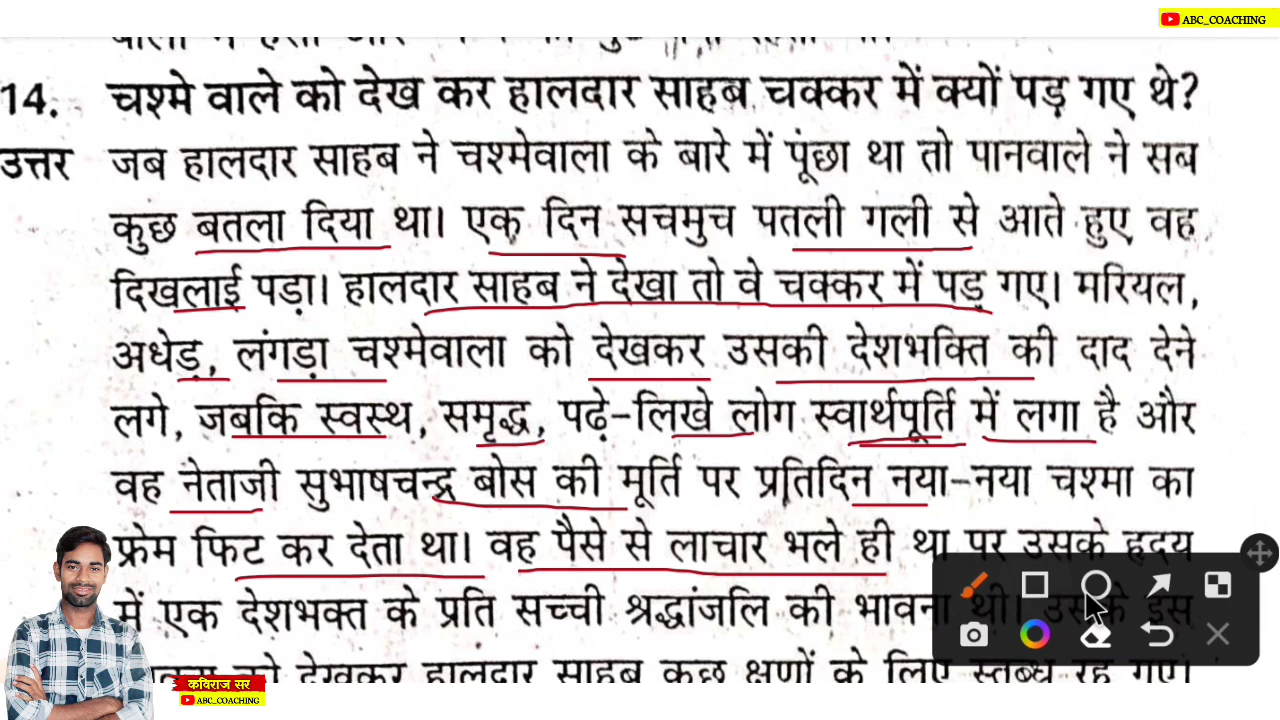 ABC_COACHING
14. चश्मे वाले को देख कर हालदार साहब चक्कर में क्यों पड़ गए थे?
उत्तर जब हालदार साहब ने चश्मेवाला के बारे में पूंछा था तो पानवाले ने सब
कुछ बतला दिया था। एक दिन सचमुच पतली गली से आते हुए वह
दिखलाई पड़ा। हालदार साहब ने देखा तो वे चक्कर में पड़ गए। मरियल,
अधेड़, लंगड़ा चश्मेवाला को देखकर उसकी देशभक्ति की दाद देने
लगे, जबकि स्वस्थ, समृद्ध, पढ़े-लिखे लोग स्वार्थपूर्ति में लगा है और
वह नेताजी सुभाषचन्द्र बोस की मूर्ति पर प्रतिदिन नया-नया चश्मा का
फ्रेम फिट कर देता था। वह पैसे से लाचार भले ही था पर उसके हृदय
में एक देशभक्त के प्रति सच्ची श्रद्धांजलि की भावना थी। उसके इस
को देखकर हालदार साहब कुछ क्षणों के लिए स्तब्ध रह गए।
कविराज सर
ABC_COACHING